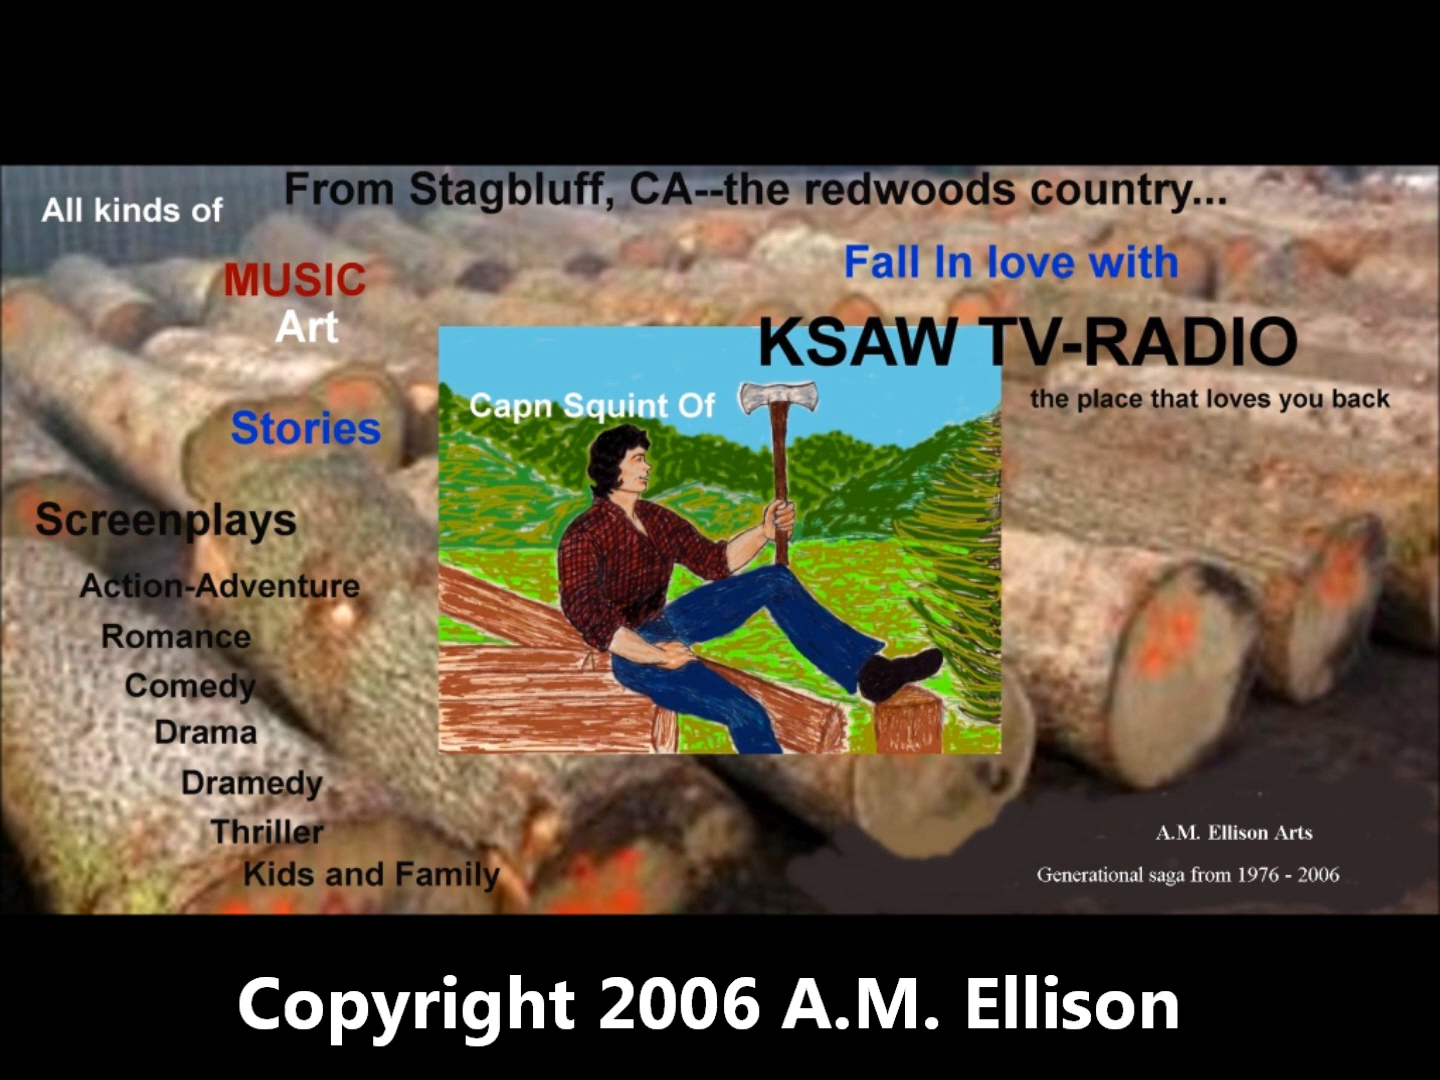 From Stagbluff, CA--the redwoods country...
All kinds of
MUSIC
Art
Stories
Screenplays
Action-Adventure
Romance
Comedy
Drama
Dramedy
Thriller
Kids and Family
Fall In love with
Capn Squint Of
KSAW TV-RADIO
the place that loves you back
A.M. Ellison Arts
Generational saga from 1976 - 2006
Copyright 2006 A.M. Ellison